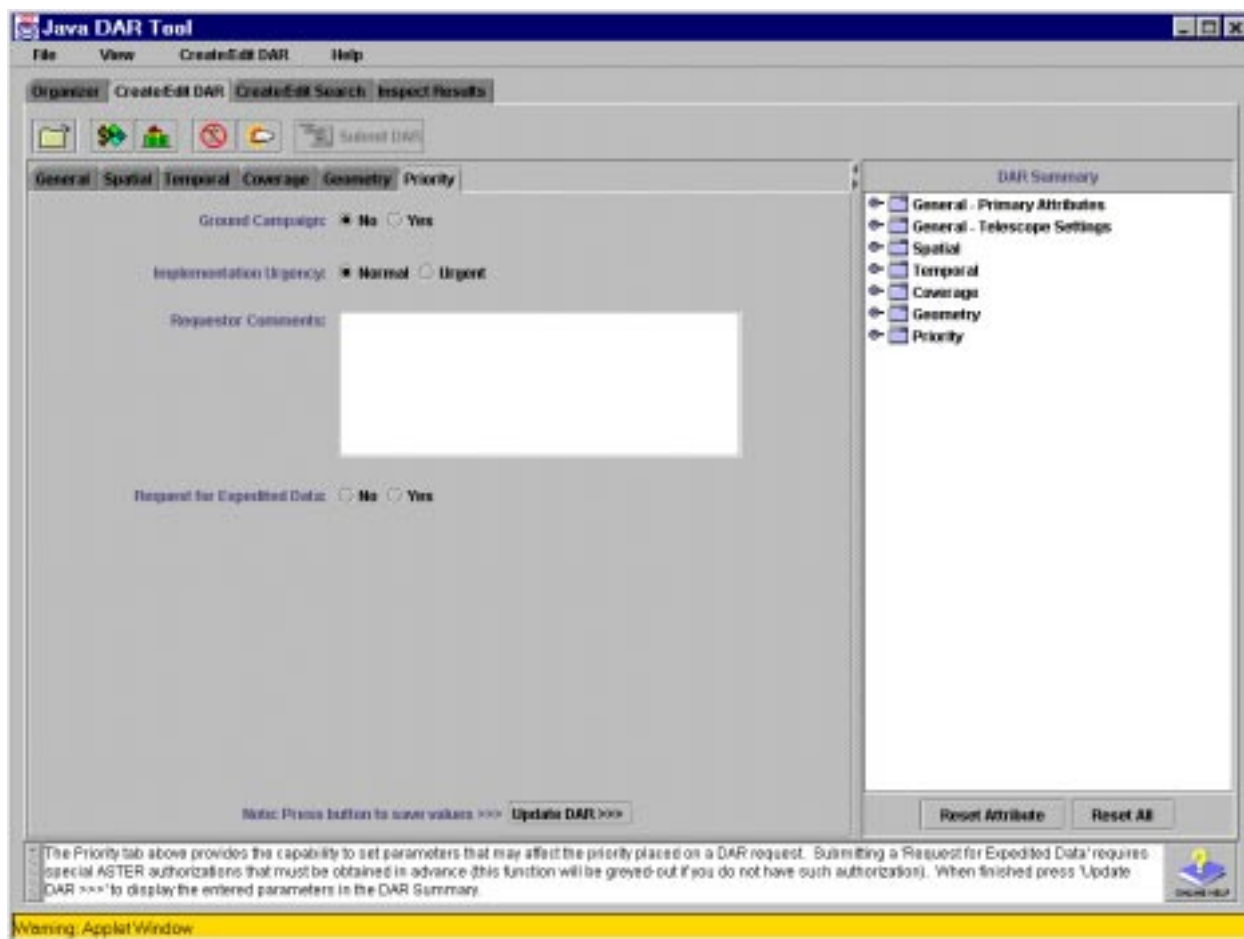 Java DAR Tool
File View Create/Edit DAR Help
Organizer Create/Edit DAR Create/Edit Search Inspect Results
Submit DAR
General Spatial Temporal Coverage Geometry Priority
DAR Summary
Ground Campaign: No Yes
Implementation Urgency: Normal Urgent
Requestor Comments:
Request for Expedited Data: No Yes
General - Primary Attributes
General - Telescope Settings
Spatial
Temporal
Coverage
Geometry
Priority
Note: Press button to save values >>> Update DAR >>>
Reset Attribute Reset All
The Priority tab above provides the capability to set parameters that may affect the priority placed on a DAR request. Submitting a 'Request for Expedited Data' requires
special ASTER authorizations that must be obtained in advance (this function will be greyed-out if you do not have such authorization). When finished press 'Update
DAR >>>' to display the entered parameters in the DAR Summary.
ONLINE HELP
Warning: Applet Window